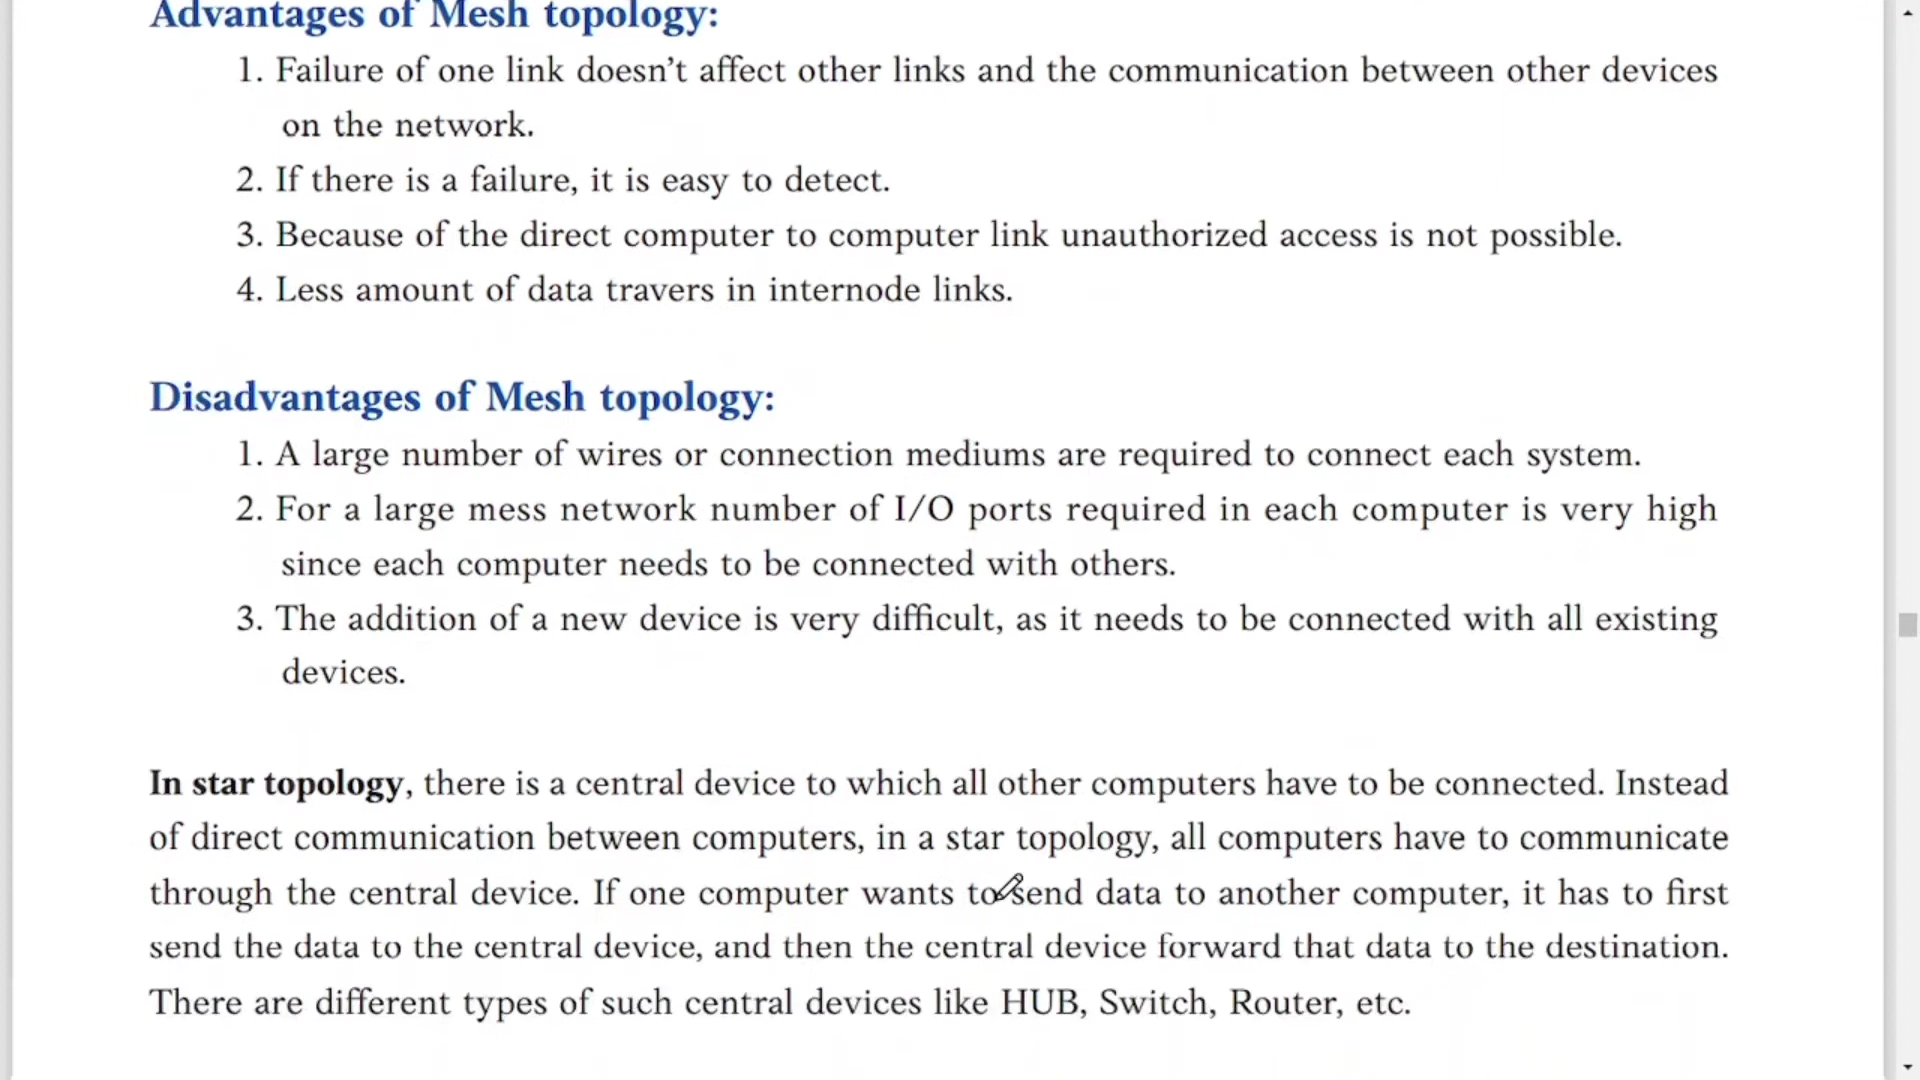 Advantages of Mesh topology:
1. Failure of one link doesn’t affect other links and the communication between other devices
on the network.
2. If there is a failure, it is easy to detect.
3. Because of the direct computer to computer link unauthorized access is not possible.
4. Less amount of data travers in internode links.
Disadvantages of Mesh topology:
1. A large number of wires or connection mediums are required to connect each system.
2. For a large mess network number of I/O ports required in each computer is very high
since each computer needs to be connected with others.
3. The addition of a new device is very difficult, as it needs to be connected with all existing
devices.
In star topology, there is a central device to which all other computers have to be connected. Instead
of direct communication between computers, in a star topology, all computers have to communicate
through the central device. If one computer wants to send data to another computer, it has to first
send the data to the central device, and then the central device forward that data to the destination.
There are different types of such central devices like HUB, Switch, Router, etc.